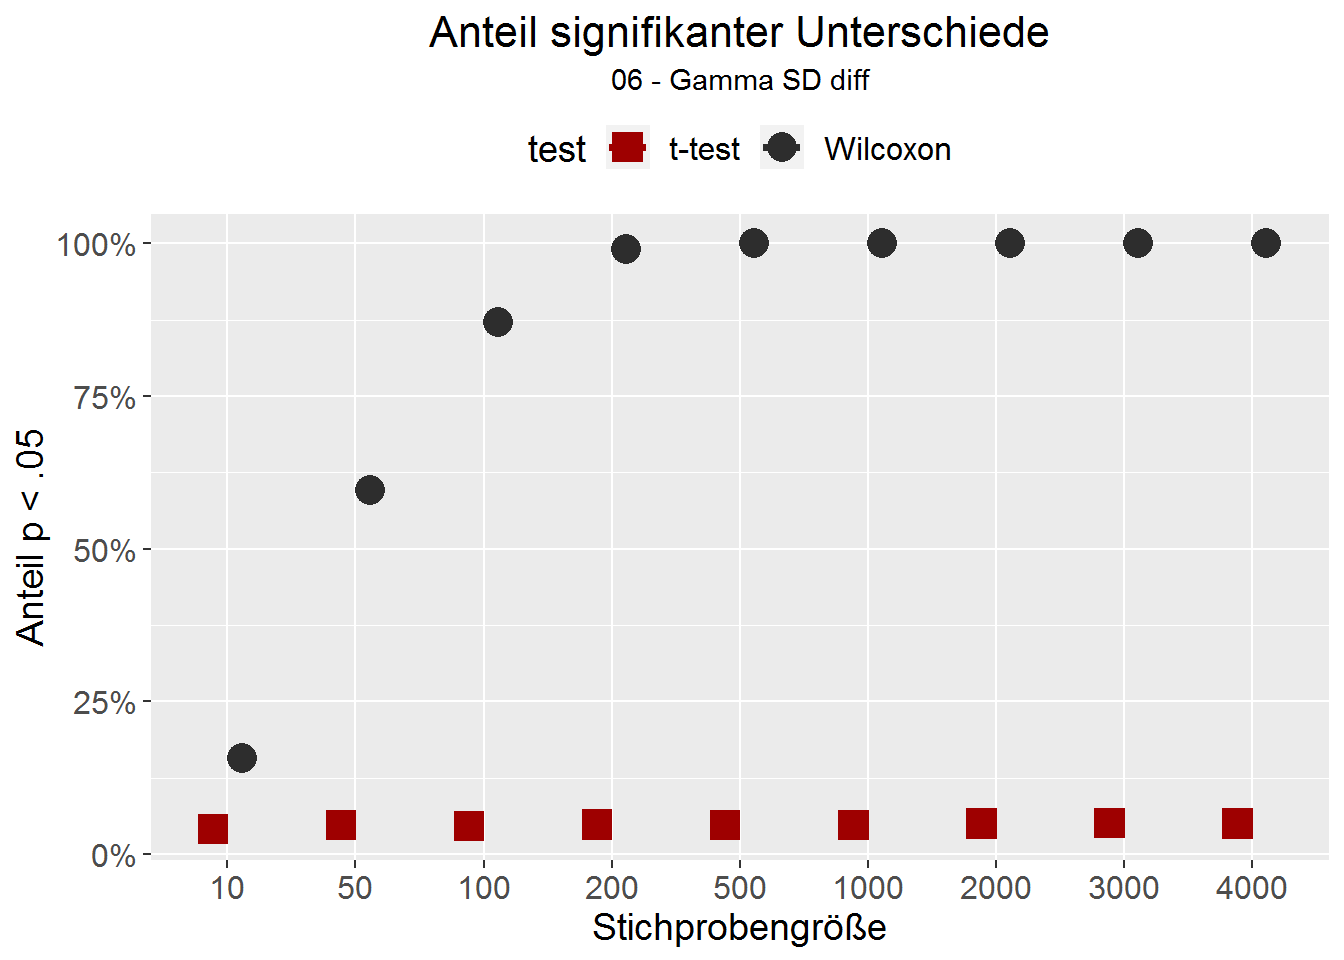 Anteil signifikanter Unterschiede
06 - Gamma SD diff
test t-test Wilcoxon
100%
75%
50%
25%
0%
Anteil p < .05
10 50 100 200 500 1000 2000 3000 4000
Stichprobengröße